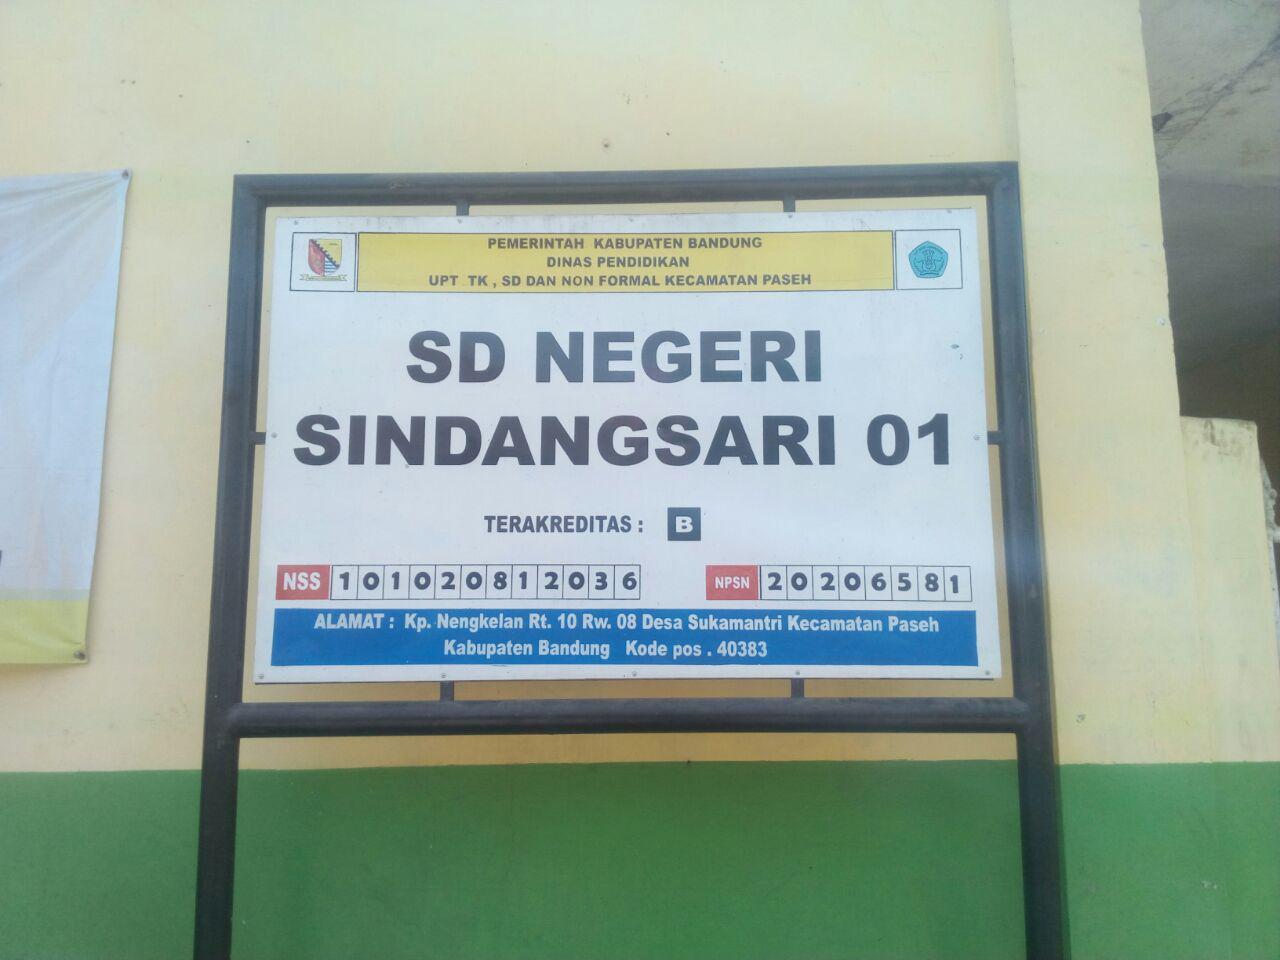 PEMERINTAH KABUPATEN BANDUNG
DINAS PENDIDIKAN
UPT TK , SD DAN NON FORMAL KECAMATAN PASEH
SD NEGERI
SINDANGSARI 01
TERAKREDITAS : B
NSS 101020812036 NPSN 20206581
ALAMAT : Kp. Nengkelan Rt. 10 Rw. 08 Desa Sukamantri Kecamatan Paseh
Kabupaten Bandung Kode pos . 40383